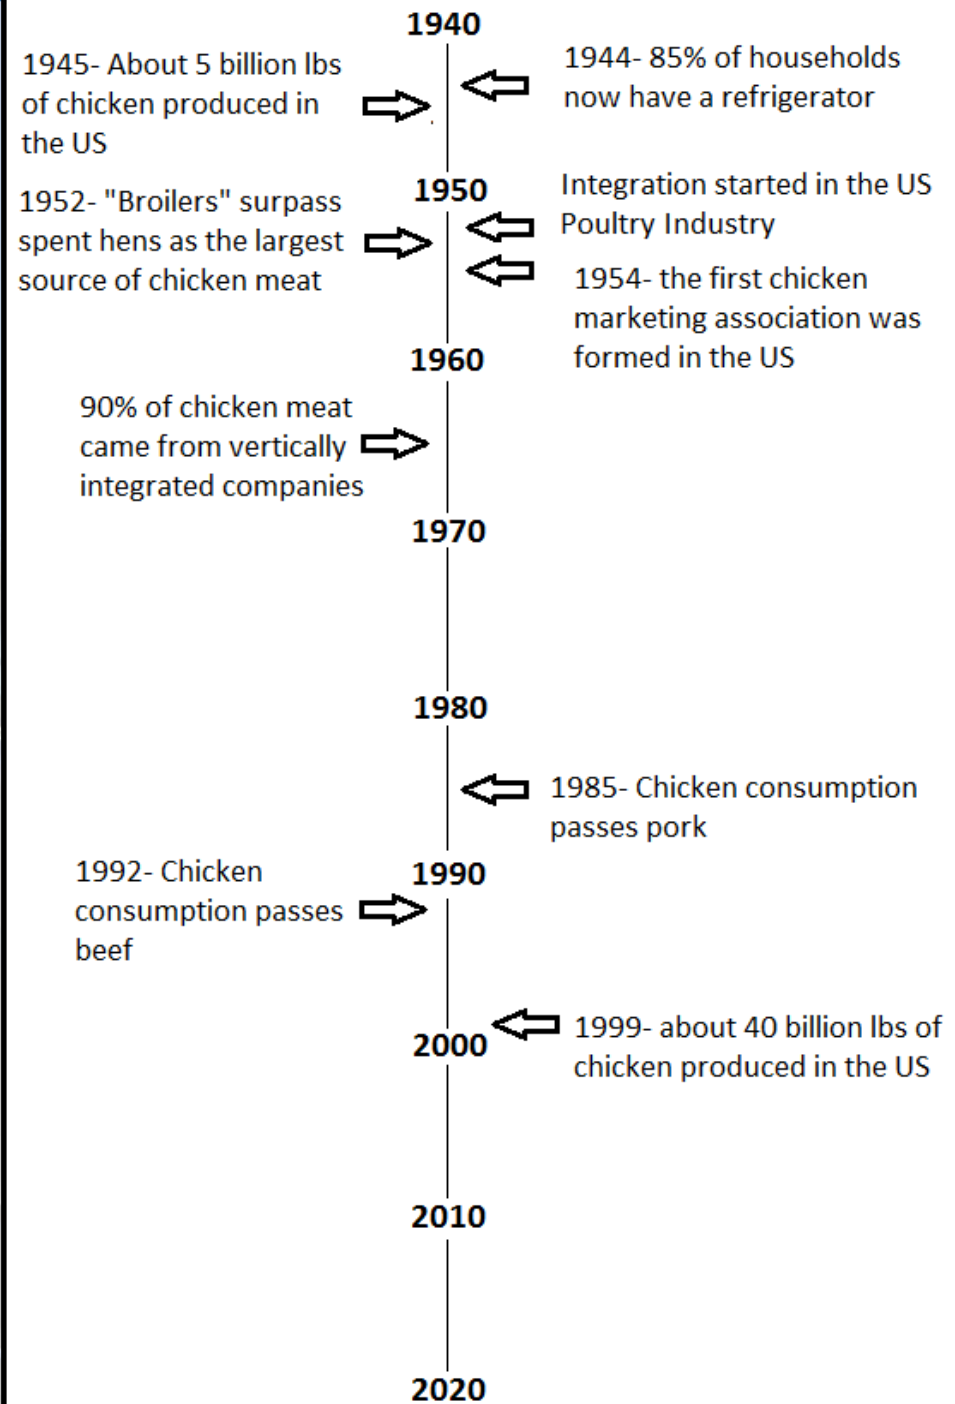 1940
1945- About 5 billion lbs
of chicken produced in
the US
1944- 85% of households
now have a refrigerator
1950
1952- "Broilers" surpass
spent hens as the largest
source of chicken meat
Integration started in the US
Poultry Industry
1954- the first chicken
marketing association was
formed in the US
1960
90% of chicken meat
came from vertically
integrated companies
1970
1980
1985- Chicken consumption
passes pork
1990
1992- Chicken
consumption passes
beef
1999- about 40 billion lbs of
chicken produced in the US
2000
2010
2020